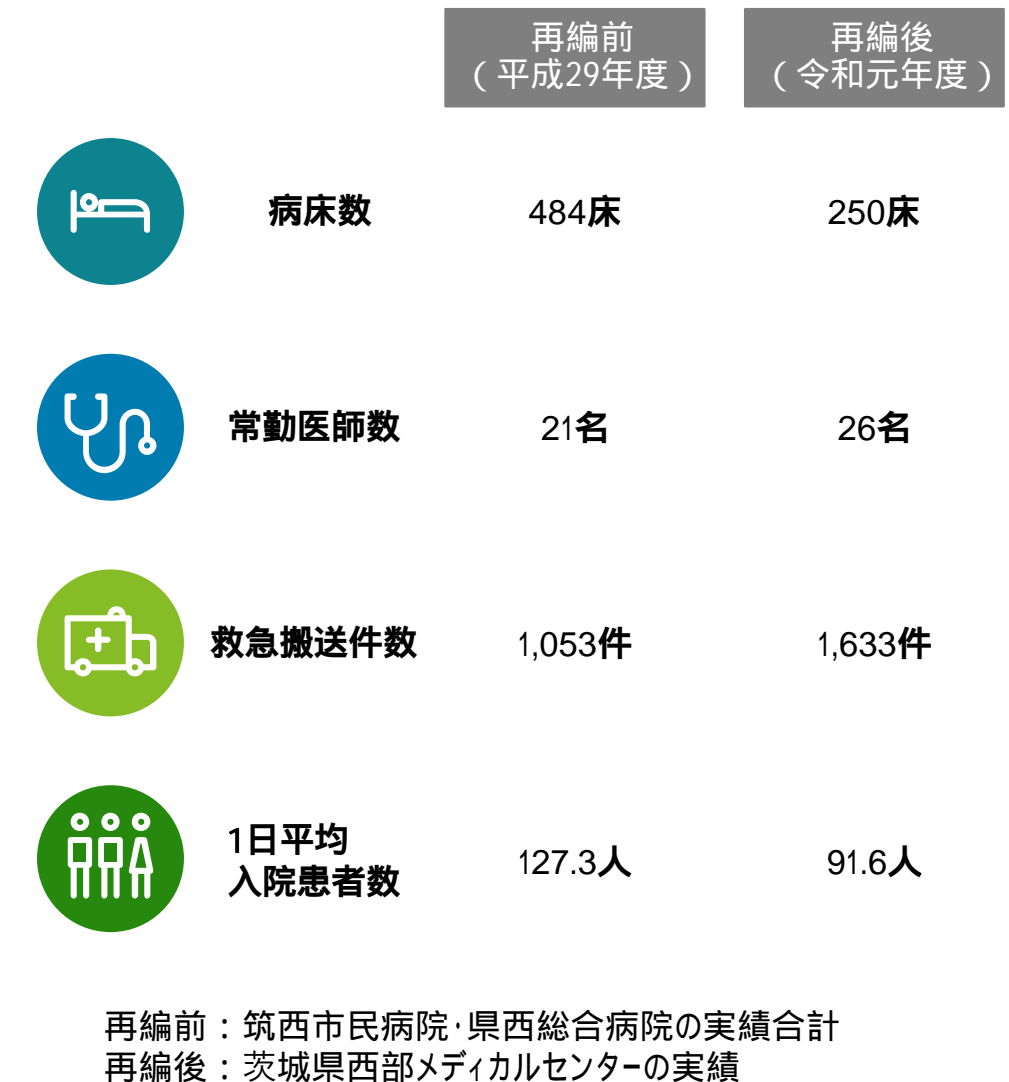 再編前
（平成29年度）
再編後
（令和元年度）
病床数
484床
250床
常勤医師数
21名
26名
救急搬送件数
1,053件
1,633件
1日平均
入院患者数
127.3人
91.6人
再編前：筑西市民病院・県西総合病院の実績合計
再編後：茨城県西部メディカルセンターの実績